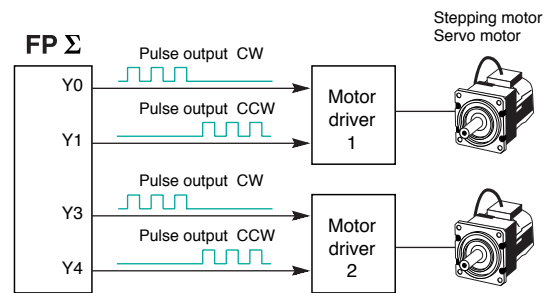 Stepping motor
Servo motor
FP Σ
Pulse output CW
Y0
Pulse output CCW
Y1
Motor
driver
1
Pulse output CW
Y3
Pulse output CCW
Y4
Motor
driver
2